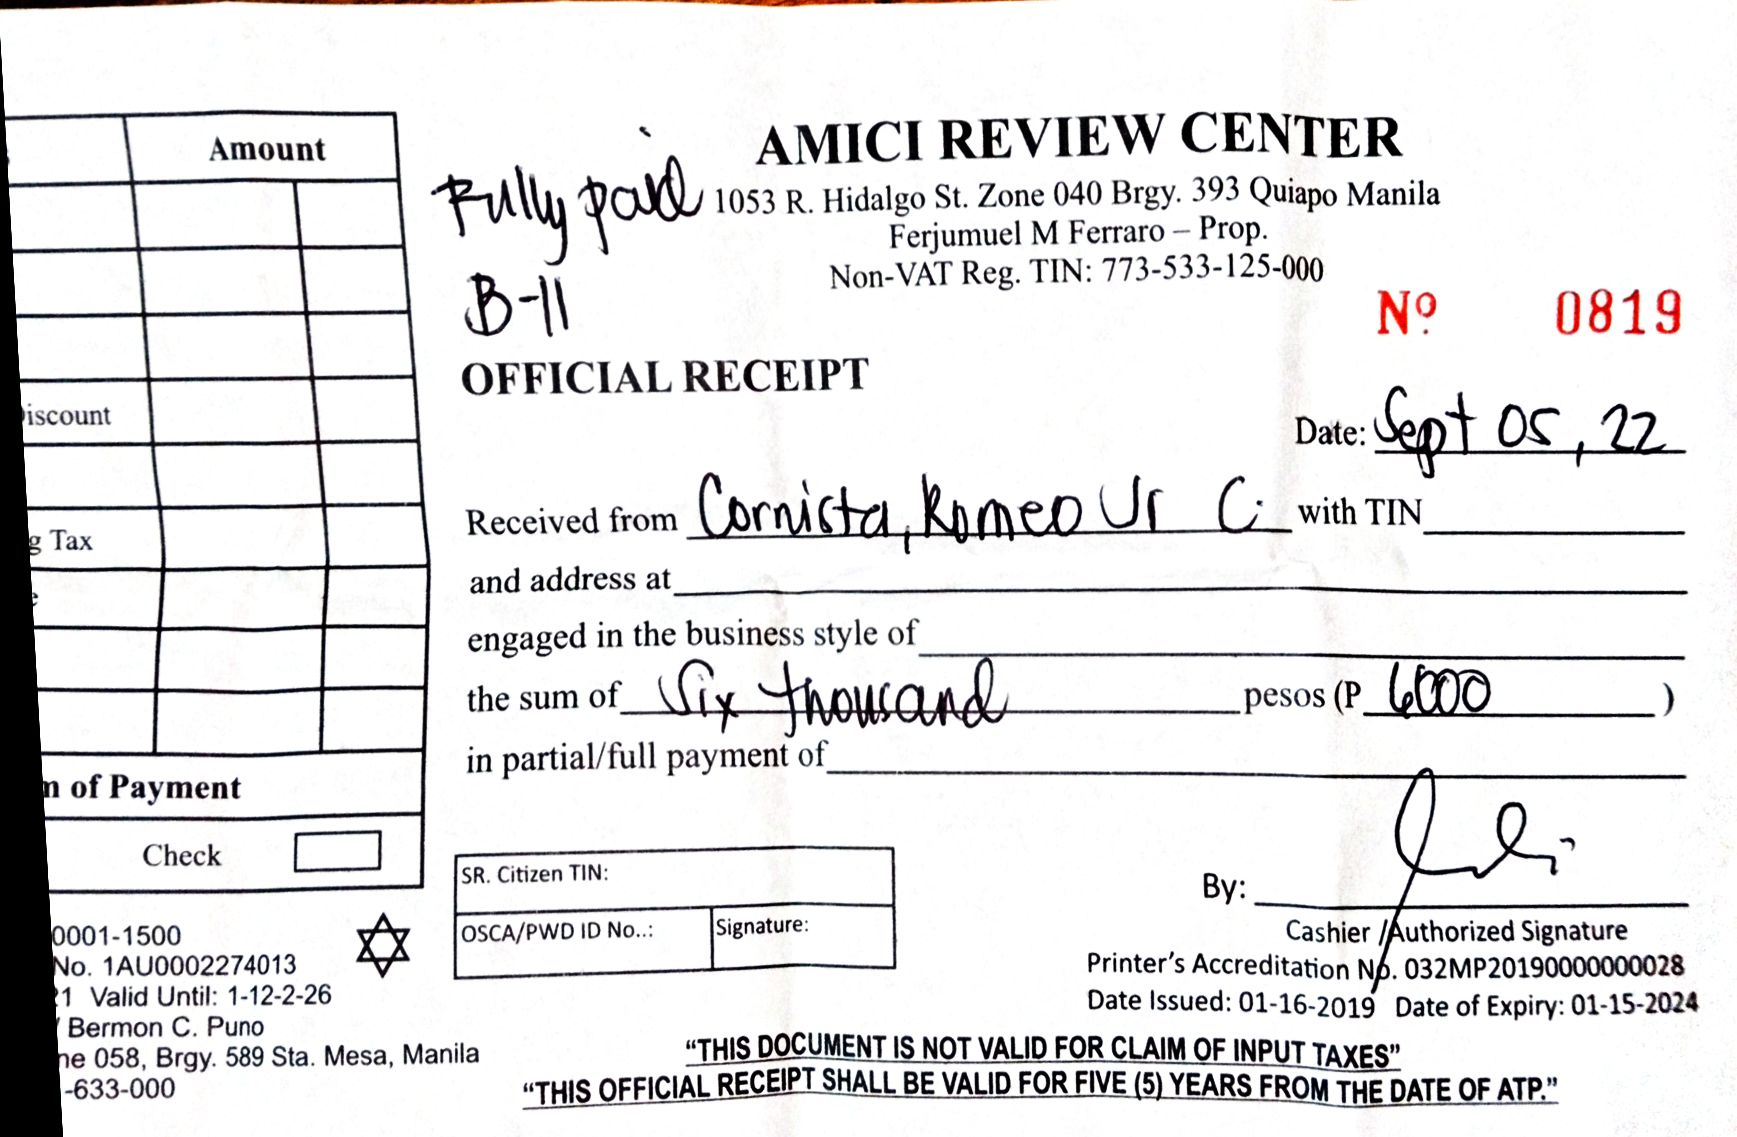 Amount
iscount
g Tax
e
n of Payment
Check
0001-1500
No. 1AU0002274013
21 Valid Until: 1-12-2-26
Bermon C. Puno
ne 058, Brgy. 589 Sta. Mesa, Manila
-633-000
Fully paid
B-11
AMICI REVIEW CENTER
1053 R. Hidalgo St. Zone 040 Brgy. 393 Quiapo Manila
Ferjumuel M Ferraro – Prop.
Non-VAT Reg. TIN: 773-533-125-000
Nº 0819
OFFICIAL RECEIPT
Date: Sept 05, 22
Received from Cornista, Romeo Jr C. with TIN
and address at
engaged in the business style of
the sum of Six thousand pesos (P 6000 )
in partial/full payment of
SR. Citizen TIN:
OSCA/PWD ID No..: Signature:
By:
Cashier /Authorized Signature
Printer's Accreditation No. 032MP20190000000028
Date Issued: 01-16-2019 Date of Expiry: 01-15-2024
“THIS DOCUMENT IS NOT VALID FOR CLAIM OF INPUT TAXES”
“THIS OFFICIAL RECEIPT SHALL BE VALID FOR FIVE (5) YEARS FROM THE DATE OF ATP.”